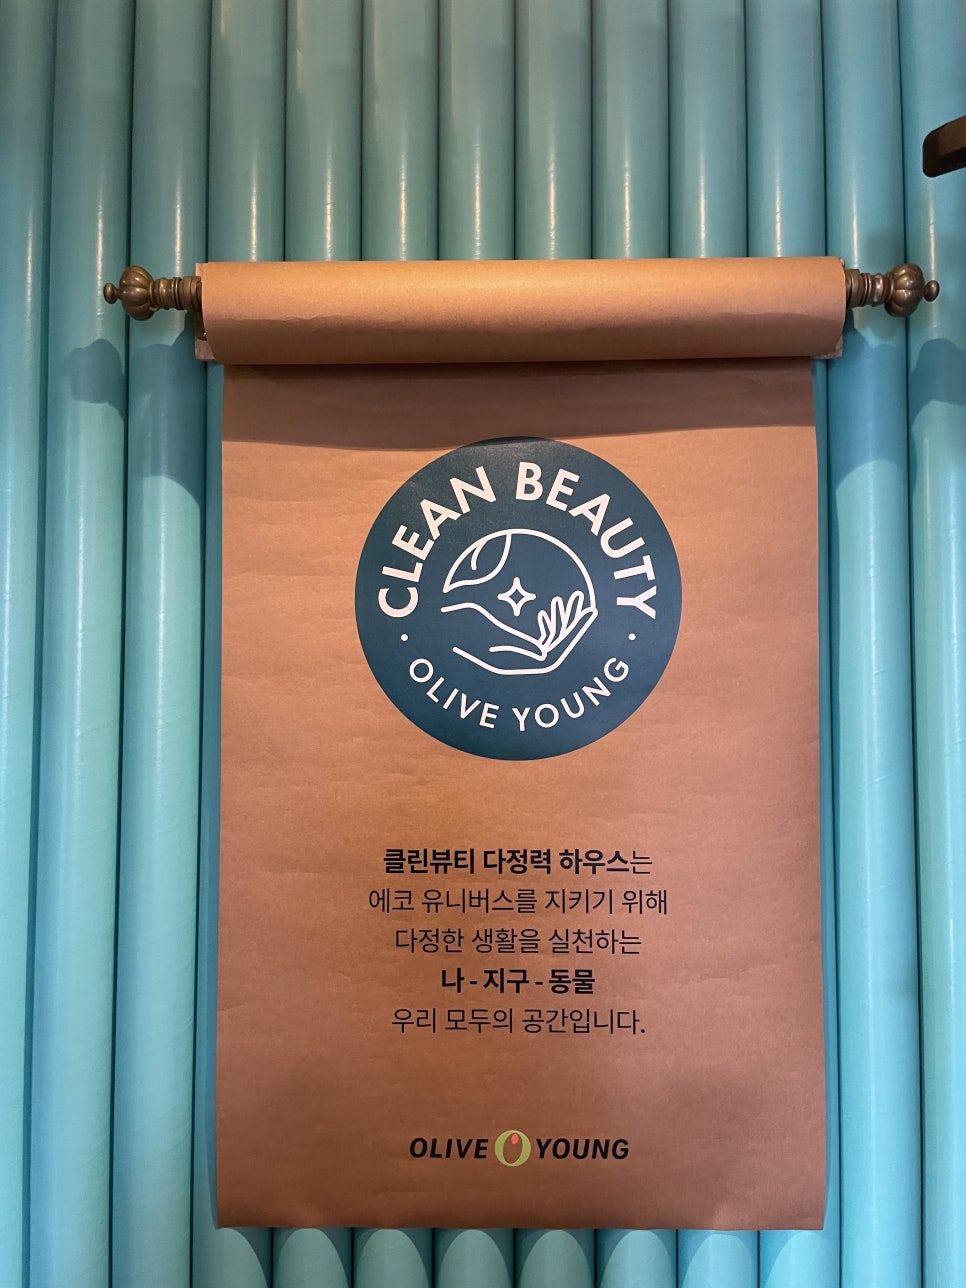 CLEAN BEAUTY
· OLIVE YOUNG ·
클린뷰티 다정력 하우스는
에코 유니버스를 지키기 위해
다정한 생활을 실천하는
나 - 지구 - 동물
우리 모두의 공간입니다.
OLIVE YOUNG